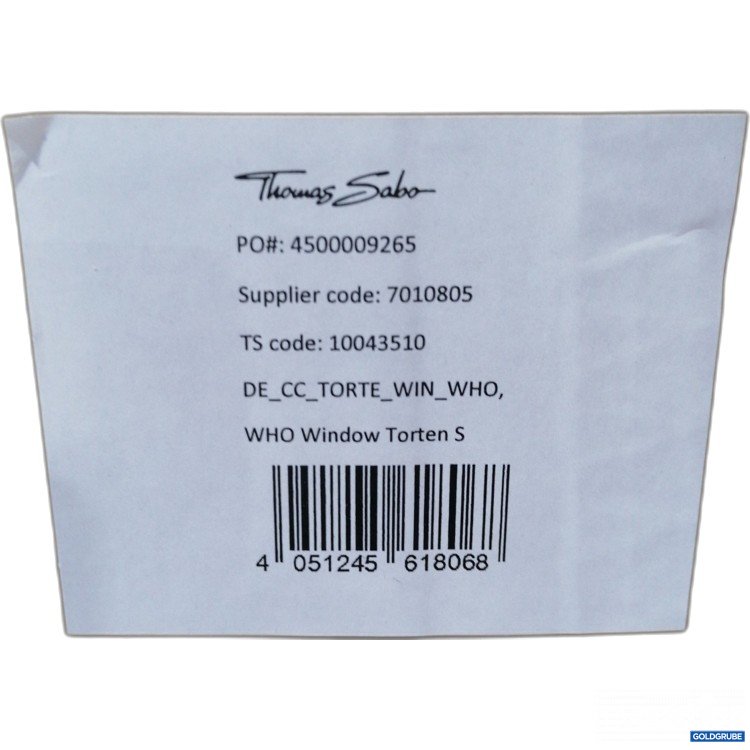 Thomas Sabo
PO#: 4500009265
Supplier code: 7010805
TS code: 10043510
DE_CC_TORTE_WIN_WHO,
WHO Window Torten S
4 051245 618068
GOLDGRUBE